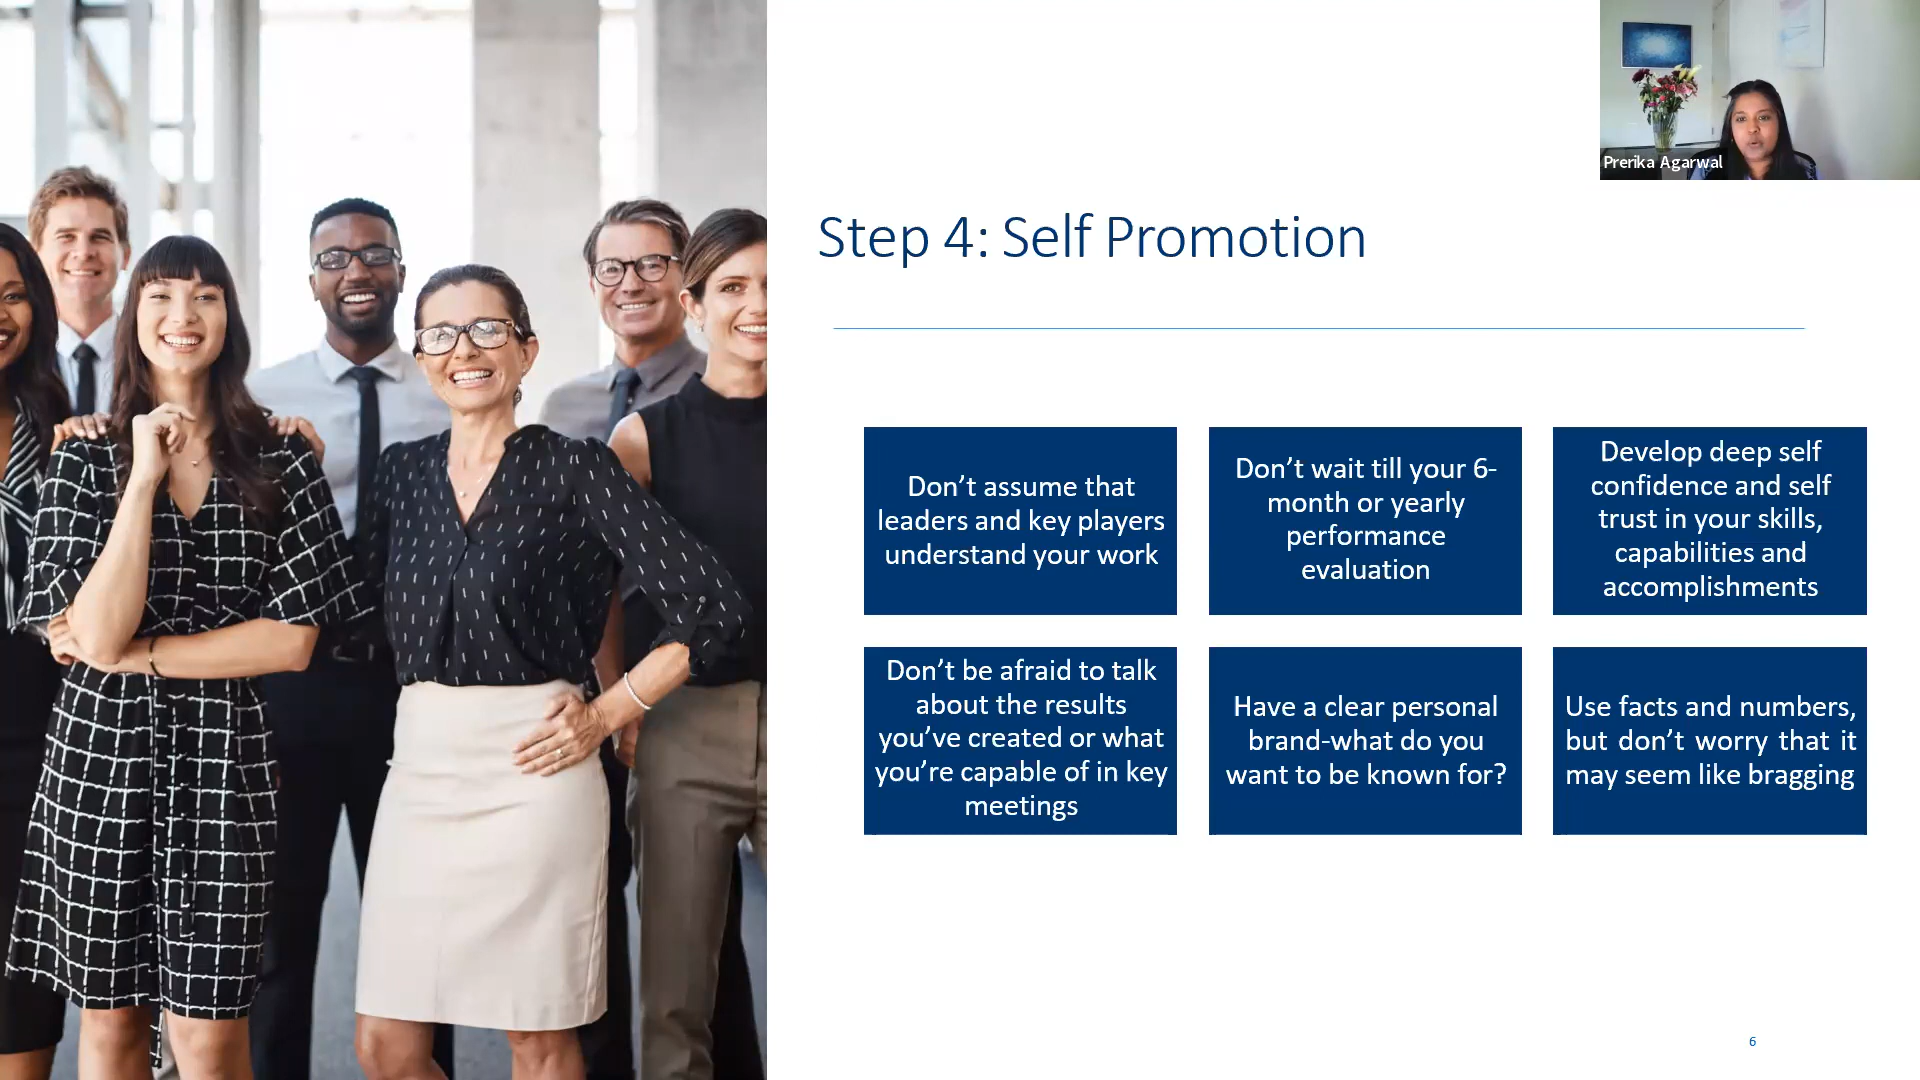 Prerika Agarwal
Step 4: Self Promotion
Don’t assume that
leaders and key players
understand your work
Don’t wait till your 6-
month or yearly
performance
evaluation
Develop deep self
confidence and self
trust in your skills,
capabilities and
accomplishments
Don’t be afraid to talk
about the results
you’ve created or what
you’re capable of in key
meetings
Have a clear personal
brand-what do you
want to be known for?
Use facts and numbers,
but don’t worry that it
may seem like bragging
6